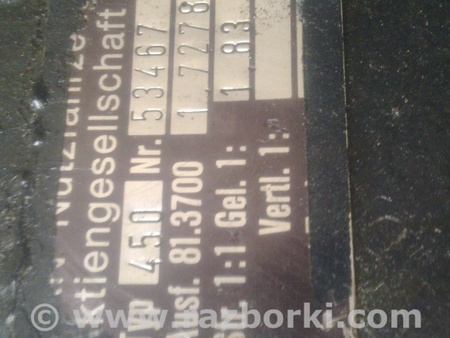 Nutzfahrze
ktiengesellschaft
Typ 450 Nr. 53467
Ausf. 81.3700 1 7278
Str. 1:1 Gel. 1: 1 83
Vertl. 1:
© www.razborki.com